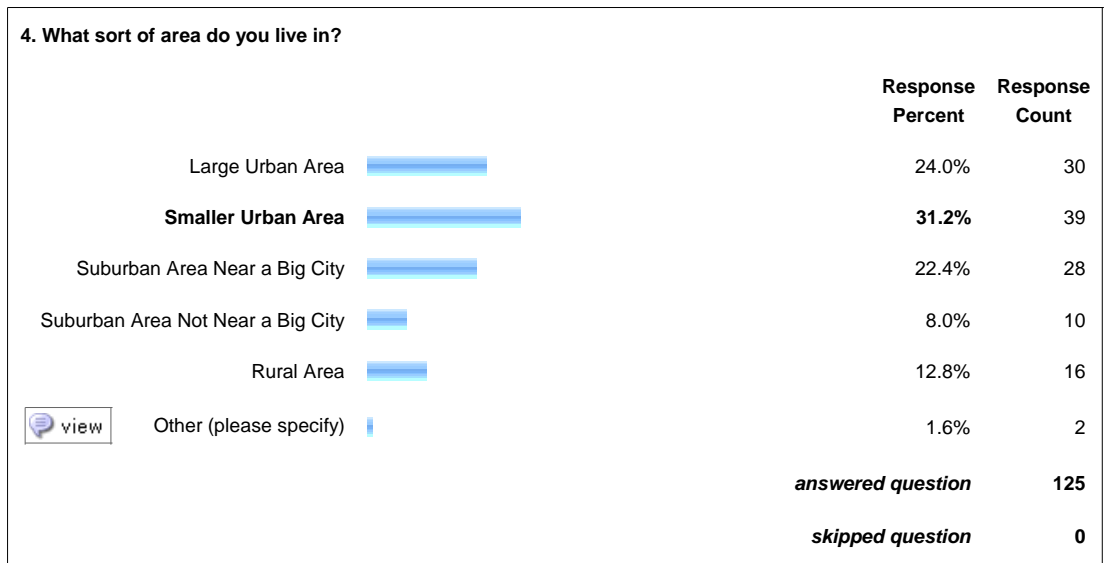 4. What sort of area do you live in?
Response Response
Percent Count
Large Urban Area 24.0% 30
Smaller Urban Area 31.2% 39
Suburban Area Near a Big City 22.4% 28
Suburban Area Not Near a Big City 8.0% 10
Rural Area 12.8% 16
view Other (please specify) 1.6% 2
answered question 125
skipped question 0